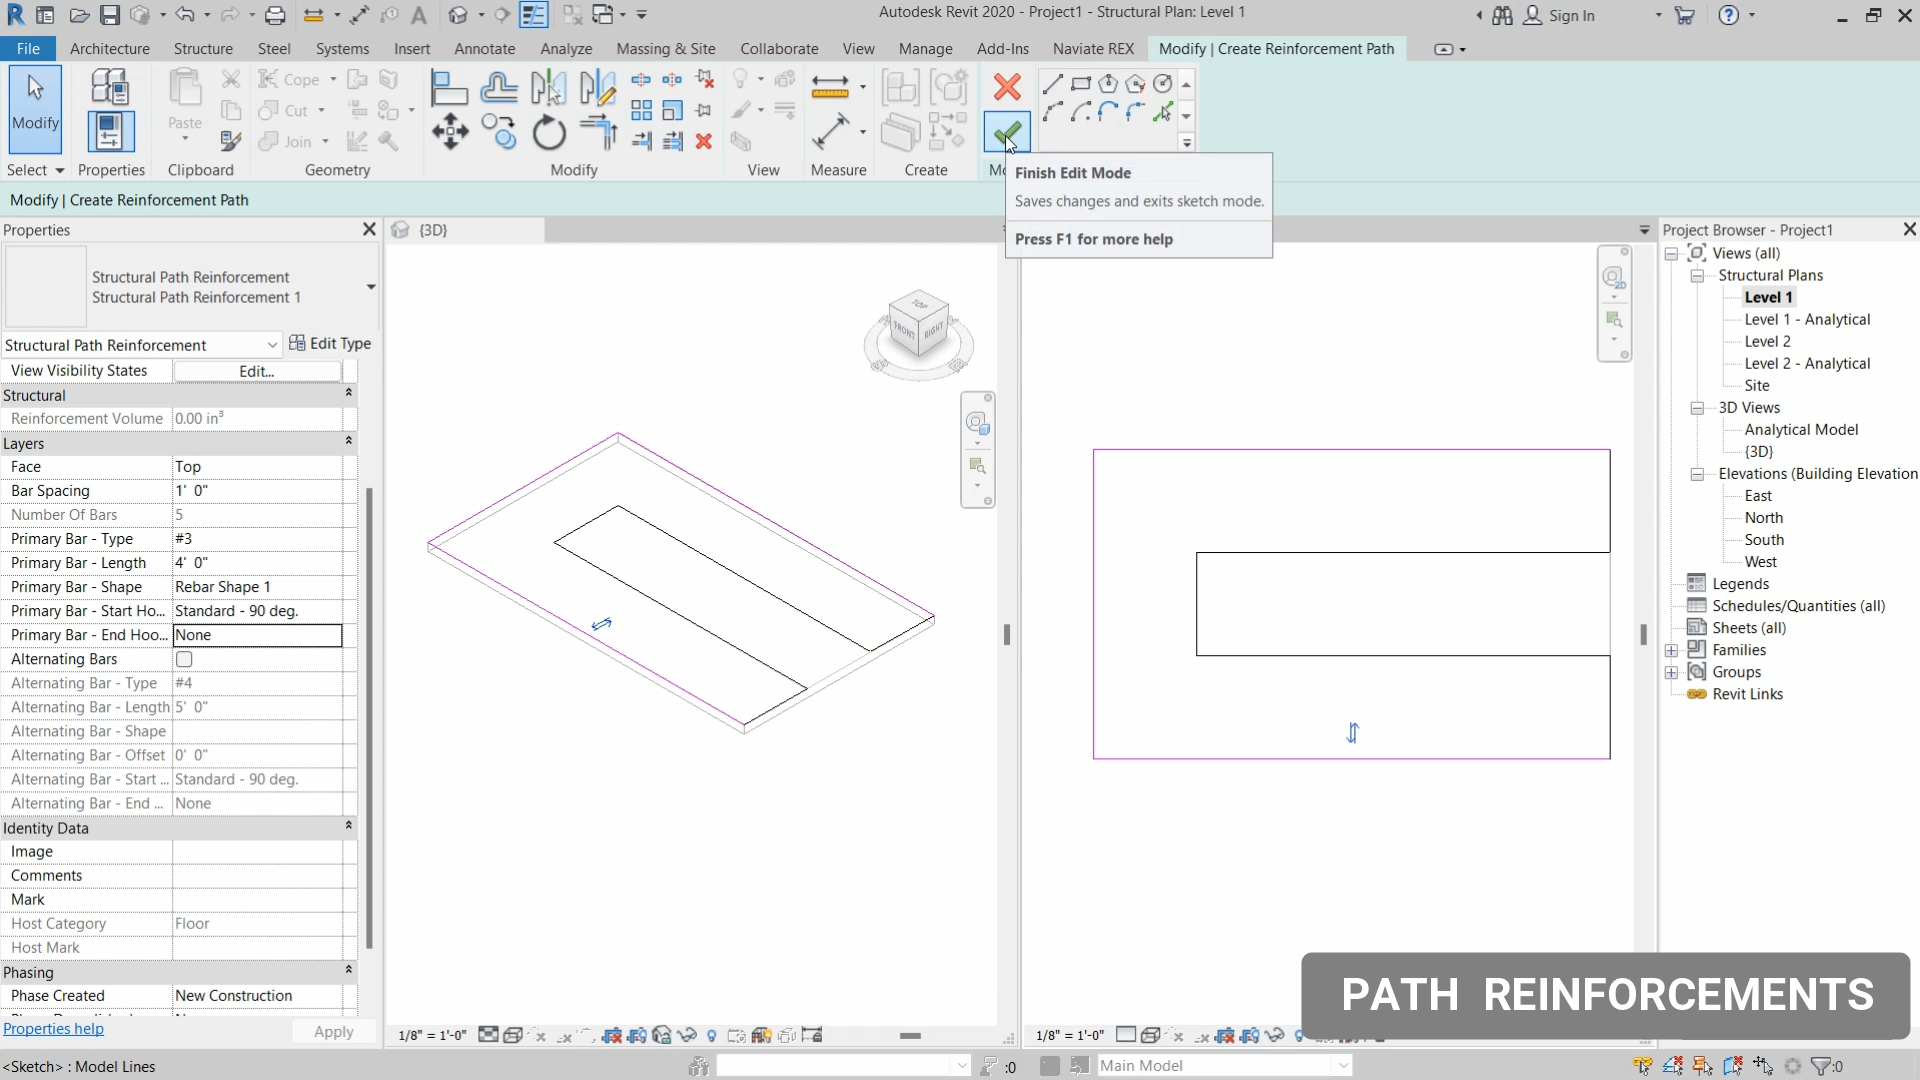 Autodesk Revit 2020 - Project1 - Structural Plan: Level 1
Sign In
File
Architecture
Structure
Steel
Systems
Insert
Annotate
Analyze
Massing & Site
Collaborate
View
Manage
Add-Ins
Naviate REX
Modify | Create Reinforcement Path
Modify
Paste
Cope
Cut
Join
Select
Properties
Clipboard
Geometry
Modify
View
Measure
Create
Finish Edit Mode
Saves changes and exits sketch mode.
Press F1 for more help
Modify | Create Reinforcement Path
Properties
Structural Path Reinforcement
Structural Path Reinforcement 1
Structural Path Reinforcement
Edit Type
View Visibility States Edit...
Structural
Reinforcement Volume 0.00 in³
Layers
Face Top
Bar Spacing 1' 0"
Number Of Bars 5
Primary Bar - Type #3
Primary Bar - Length 4' 0"
Primary Bar - Shape Rebar Shape 1
Primary Bar - Start Ho... Standard - 90 deg.
Primary Bar - End Hoo... None
Alternating Bars
Alternating Bar - Type #4
Alternating Bar - Length 5' 0"
Alternating Bar - Shape
Alternating Bar - Offset 0' 0"
Alternating Bar - Start ... Standard - 90 deg.
Alternating Bar - End ... None
Identity Data
Image
Comments
Mark
Host Category Floor
Host Mark
Phasing
Phase Created New Construction
Properties help
Apply
{3D}
TOP
FRONT
RIGHT
2D
Project Browser - Project1
Views (all)
Structural Plans
Level 1
Level 1 - Analytical
Level 2
Level 2 - Analytical
Site
3D Views
Analytical Model
{3D}
Elevations (Building Elevation
East
North
South
West
Legends
Schedules/Quantities (all)
Sheets (all)
Families
Groups
Revit Links
PATH REINFORCEMENTS
1/8" = 1'-0"
1/8" = 1'-0"
<Sketch> : Model Lines
:0
Main Model
:0